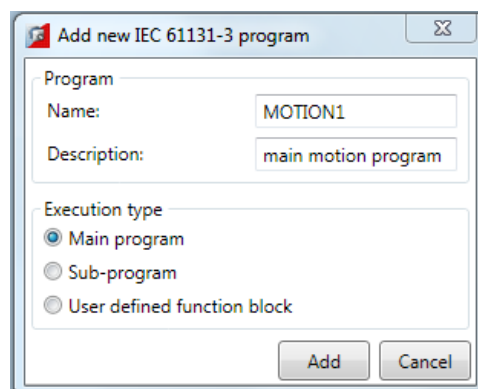 Add new IEC 61131-3 program
Program
Name: MOTION1
Description: main motion program
Execution type
Main program
Sub-program
User defined function block
Add Cancel